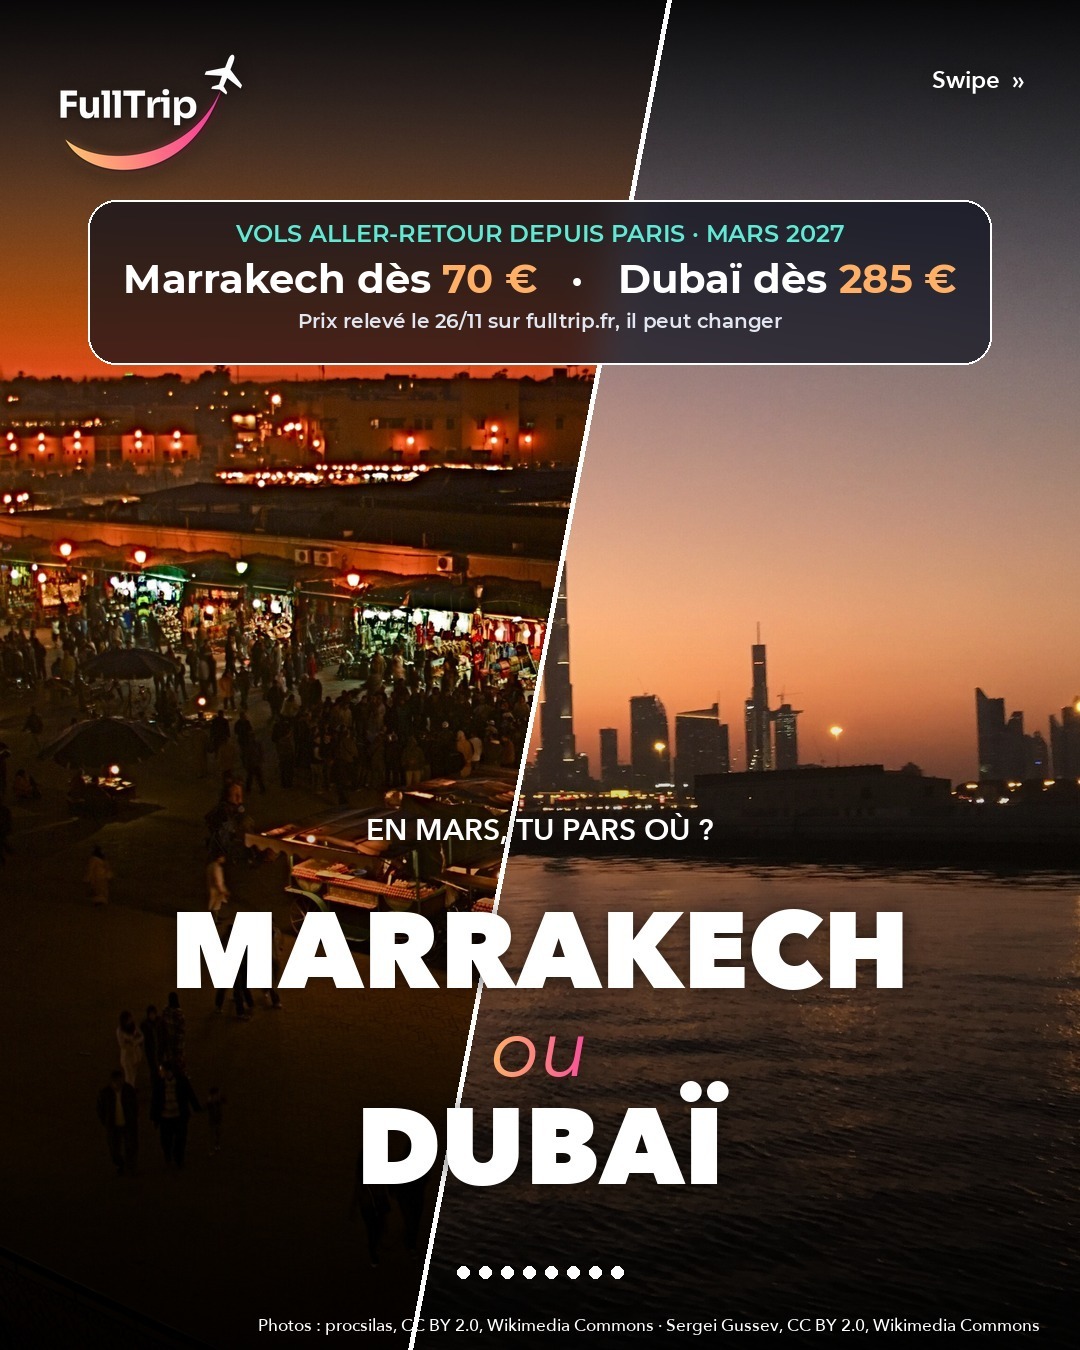 FullTrip
Swipe »
VOLS ALLER-RETOUR DEPUIS PARIS · MARS 2027
Marrakech dès 70 € • Dubaï dès 285 €
Prix relevé le 26/11 sur fulltrip.fr, il peut changer
EN MARS, TU PARS OÙ ?
MARRAKECH
ou
DUBAÏ
Photos : procsilas, CC BY 2.0, Wikimedia Commons · Sergei Gussev, CC BY 2.0, Wikimedia Commons